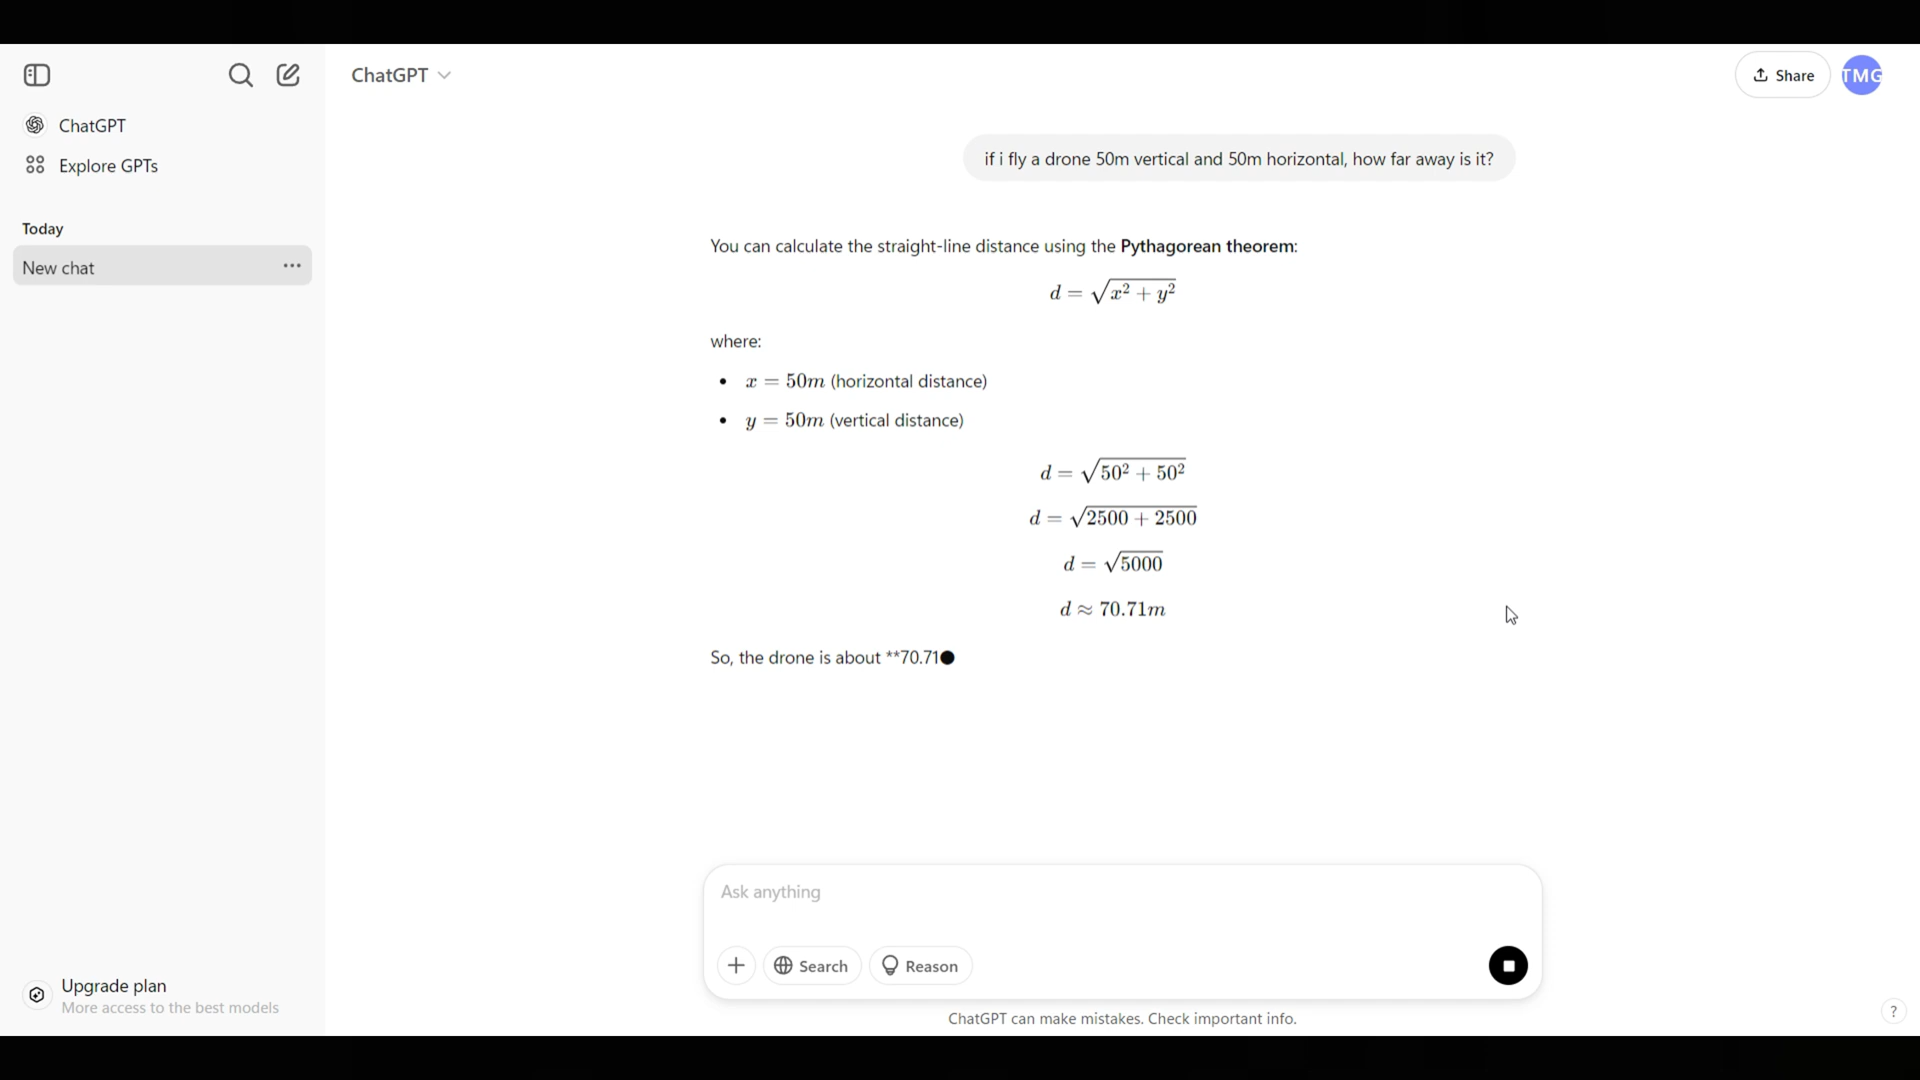 ChatGPT
Share
TMG
ChatGPT
Explore GPTs
Today
New chat
if i fly a drone 50m vertical and 50m horizontal, how far away is it?
You can calculate the straight-line distance using the Pythagorean theorem:
d = √x² + y²
where:
• x = 50m (horizontal distance)
• y = 50m (vertical distance)
d = √50² + 50²
d = √2500 + 2500
d = √5000
d ≈ 70.71m
So, the drone is about **70.71
Ask anything
Search
Reason
Upgrade plan
More access to the best models
ChatGPT can make mistakes. Check important info.
?